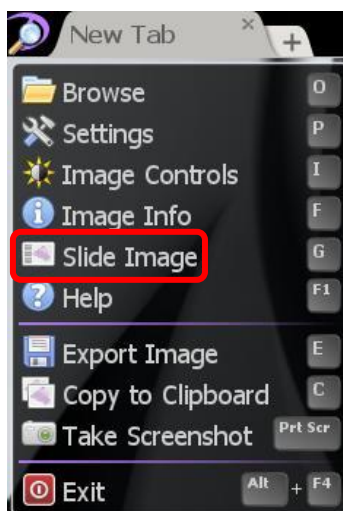 New Tab × +
Browse O
Settings P
Image Controls I
Image Info F
Slide Image G
Help F1
Export Image E
Copy to Clipboard C
Take Screenshot Prt Scr
Exit Alt + F4